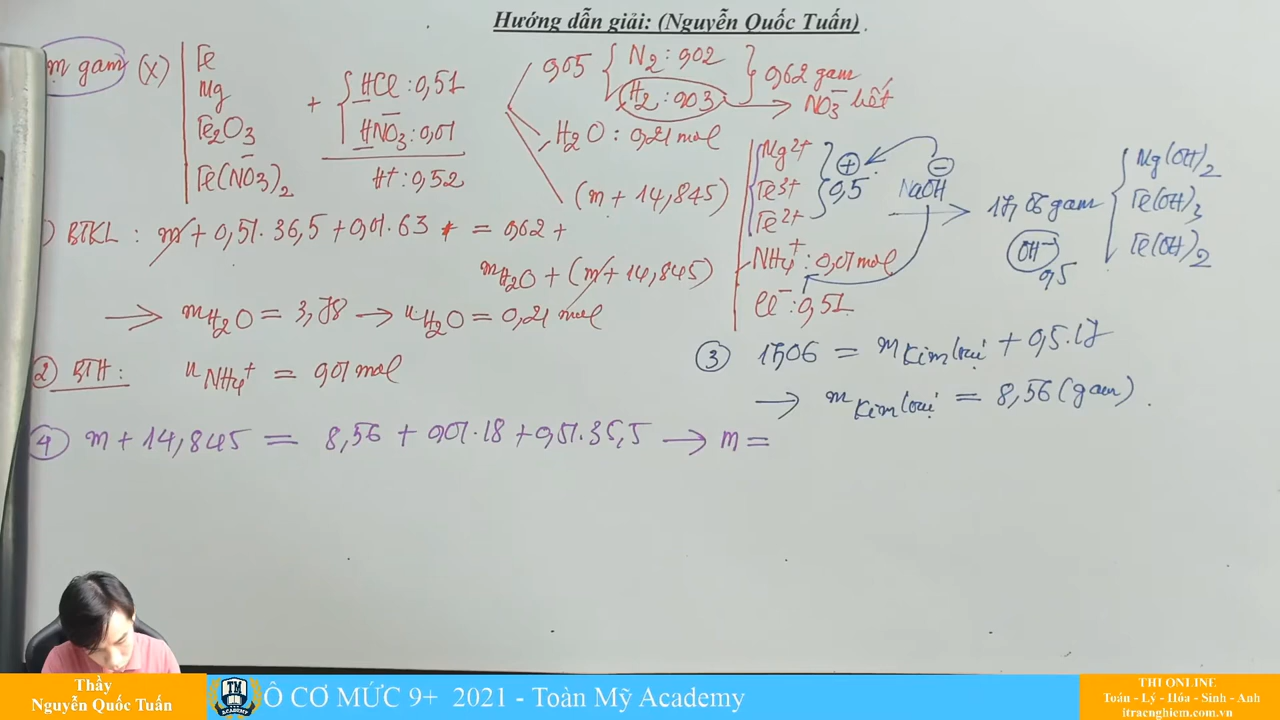 Hướng dẫn giải: (Nguyễn Quốc Tuấn).
m gam (X)
Fe
Mg
Fe2O3
Fe(NO3̄)2
+
HCl : 0,51
HNO3̄ : 0,01
H+ : 0,52
0,05 { N2 : 0,02
H2 : 0,03 } 0,62 gam
→ NO3̄ hết
H2O : 0,21 mol
(m + 14,845)
Mg2+
Fe3+
Fe2+
0,5
⊕ ⊖
NaOH
NH4+ : 0,01 mol
Cl− : 0,51
17,06 gam
OH−
0,5
Mg(OH)2
Fe(OH)3
Fe(OH)2
1) BTKL : m + 0,51.36,5 + 0,01.63 = 0,62 +
mH2O + (m + 14,845)
→ mH2O = 3,78 → nH2O = 0,21 mol
② BTH : nNH4+ = 0,01 mol
③ 17,06 = m Kim loại + 0,5.17
→ m Kim loại = 8,56 (gam).
④ m + 14,845 = 8,56 + 0,01.18 + 0,51.35,5 → m =
Thầy
Nguyễn Quốc Tuấn
TM
ACADEMY
Ô CƠ MỨC 9+ 2021 - Toàn Mỹ Academy
THI ONLINE
Toán - Lý - Hóa - Sinh - Anh
itracnghiem.com.vn